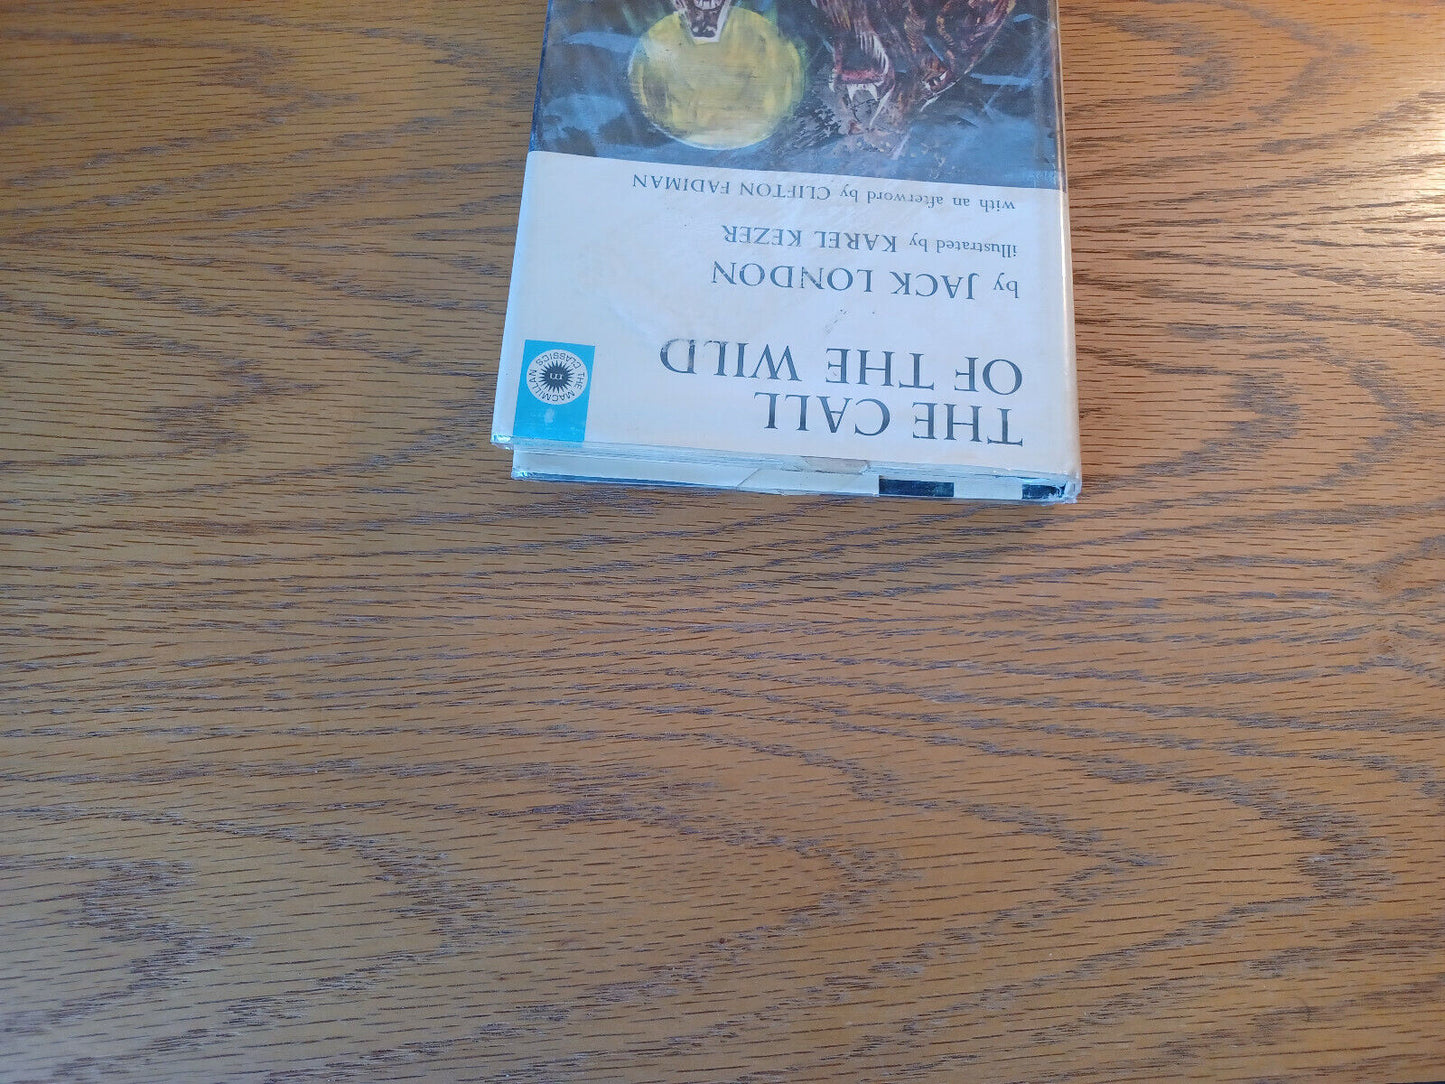 THE CALL
OF THE WILD
by JACK LONDON
illustrated by KAREL KEZER
with an afterword by CLIFTON FADIMAN
THE MACMILLAN CLASSICS
m